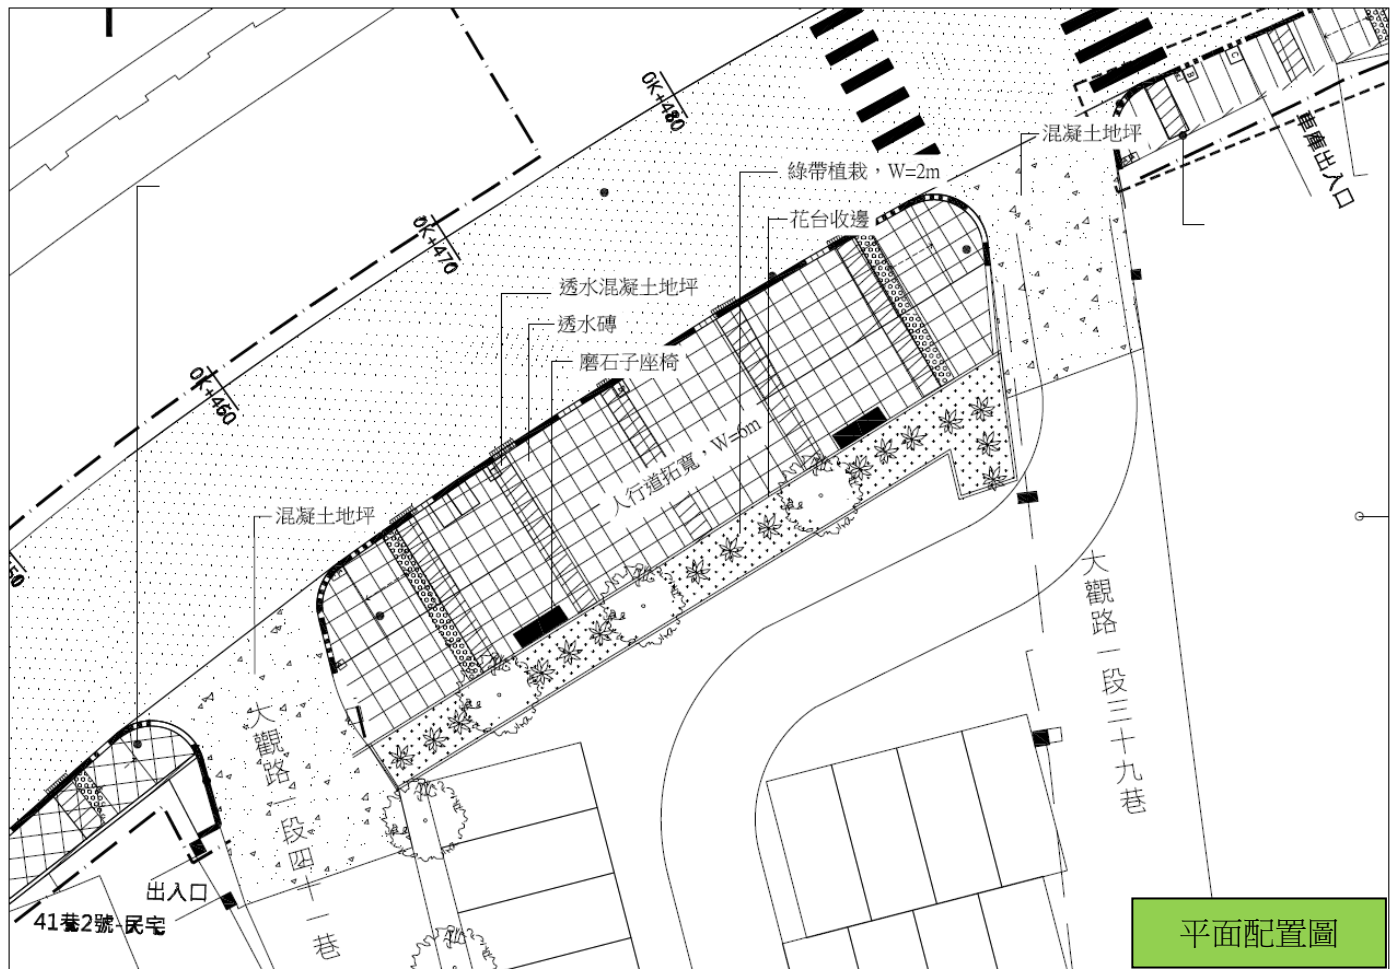 0K+480
混凝土地坪
車庫出入口
綠帶植栽，W=2m
花台收邊
0K+470
透水混凝土地坪
透水磚
磨石子座椅
0K+460
人行道拓寬，W=6m
混凝土地坪
50
大觀路一段三十九巷
大觀路一段四十一巷
出入口
41巷2號-民宅
平面配置圖